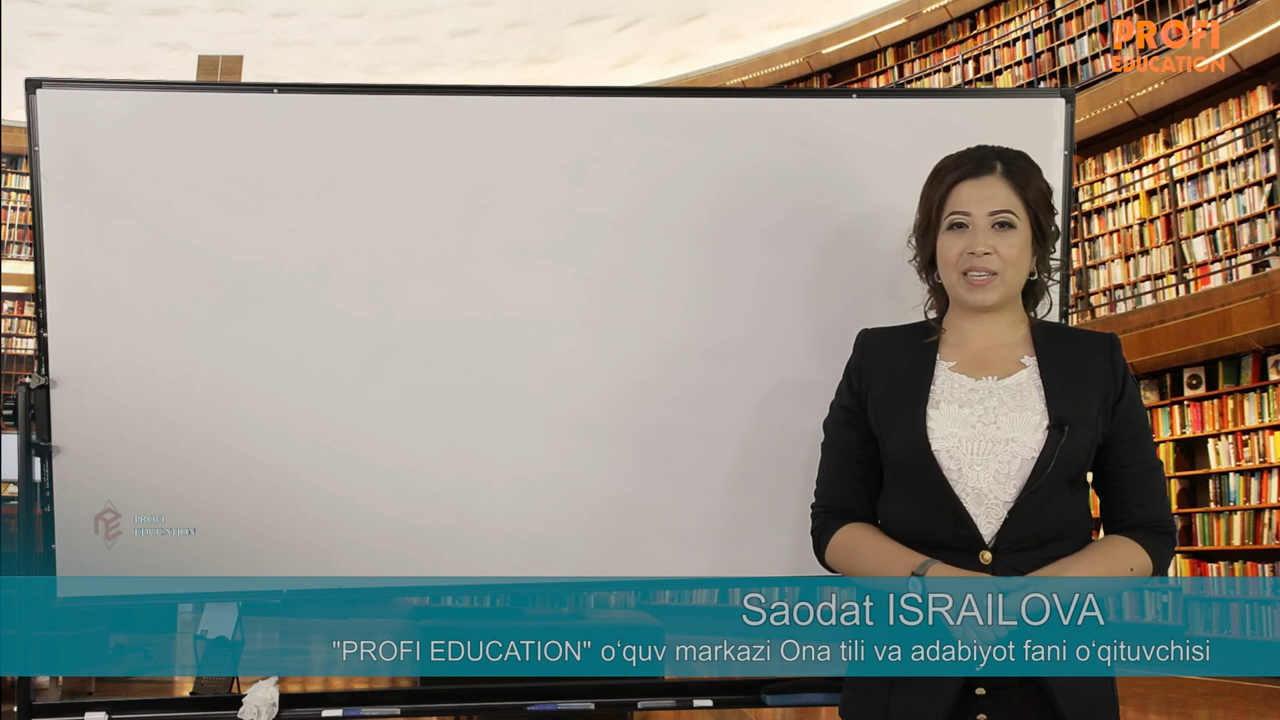 PROFI
EDUCATION
PROFI
EDUCATION
Saodat ISRAILOVA
"PROFI EDUCATION" o‘quv markazi Ona tili va adabiyot fani o‘qituvchisi